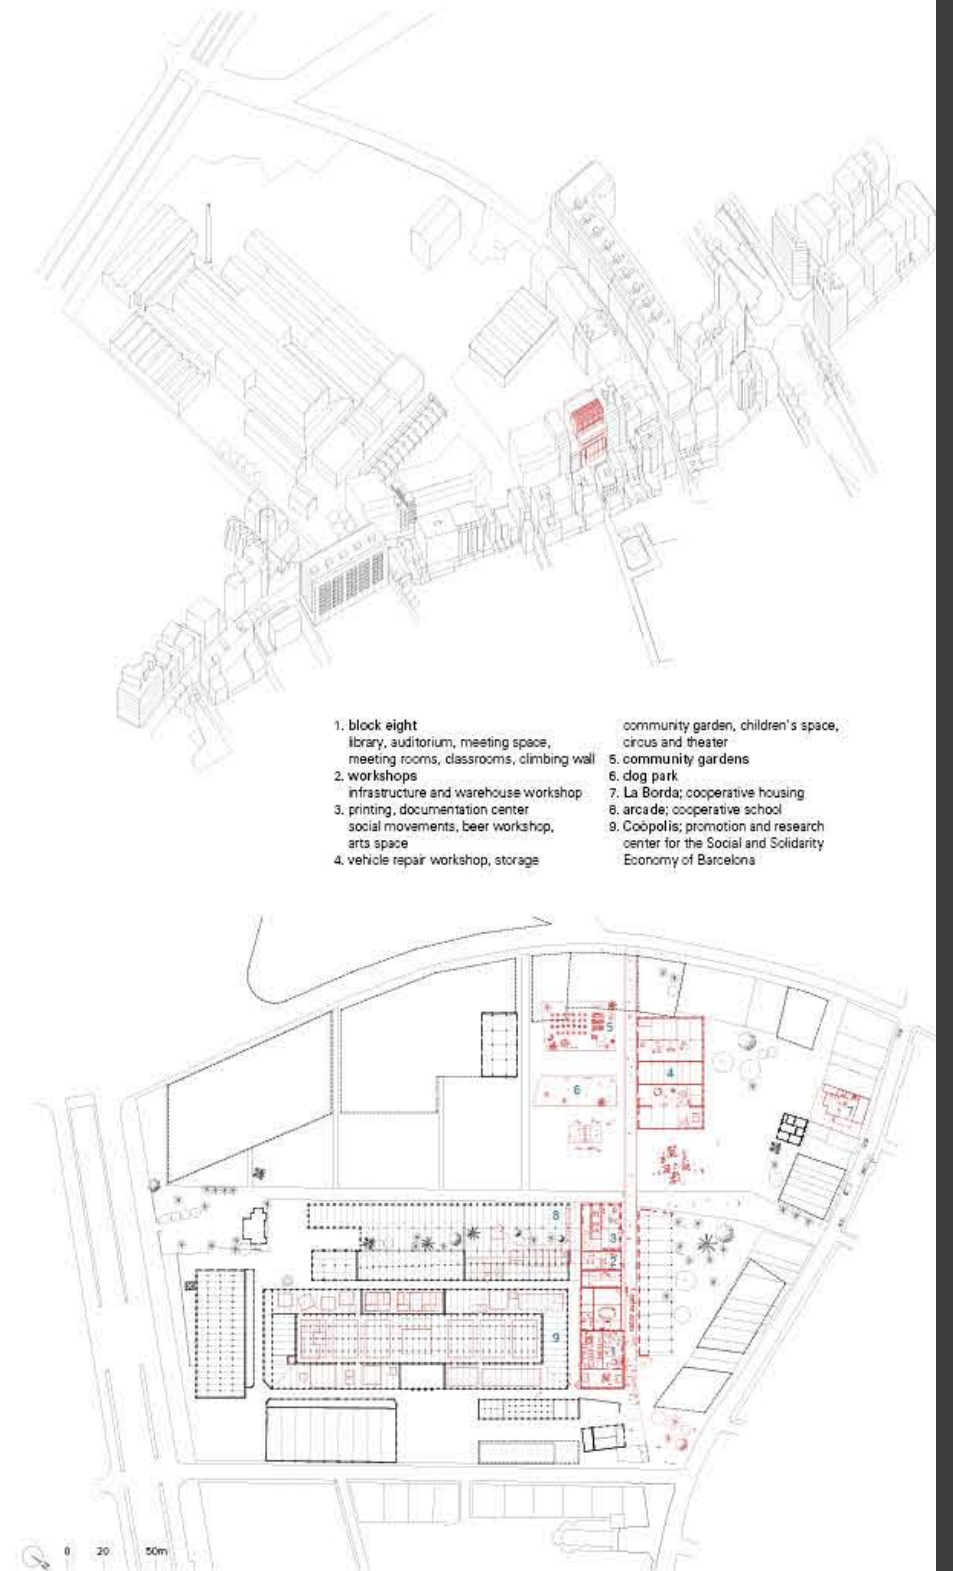 1. block eight
library, auditorium, meeting space,
meeting rooms, classrooms, climbing wall
2. workshops
infrastructure and warehouse workshop
3. printing, documentation center
social movements, beer workshop,
arts space
4. vehicle repair workshop, storage
community garden, children's space,
circus and theater
5. community gardens
6. dog park
7. La Borda; cooperative housing
8. arcade; cooperative school
9. Coòpolis; promotion and research
center for the Social and Solidarity
Economy of Barcelona
5
4
6
7
8
3
2
9
1
0 20 50m